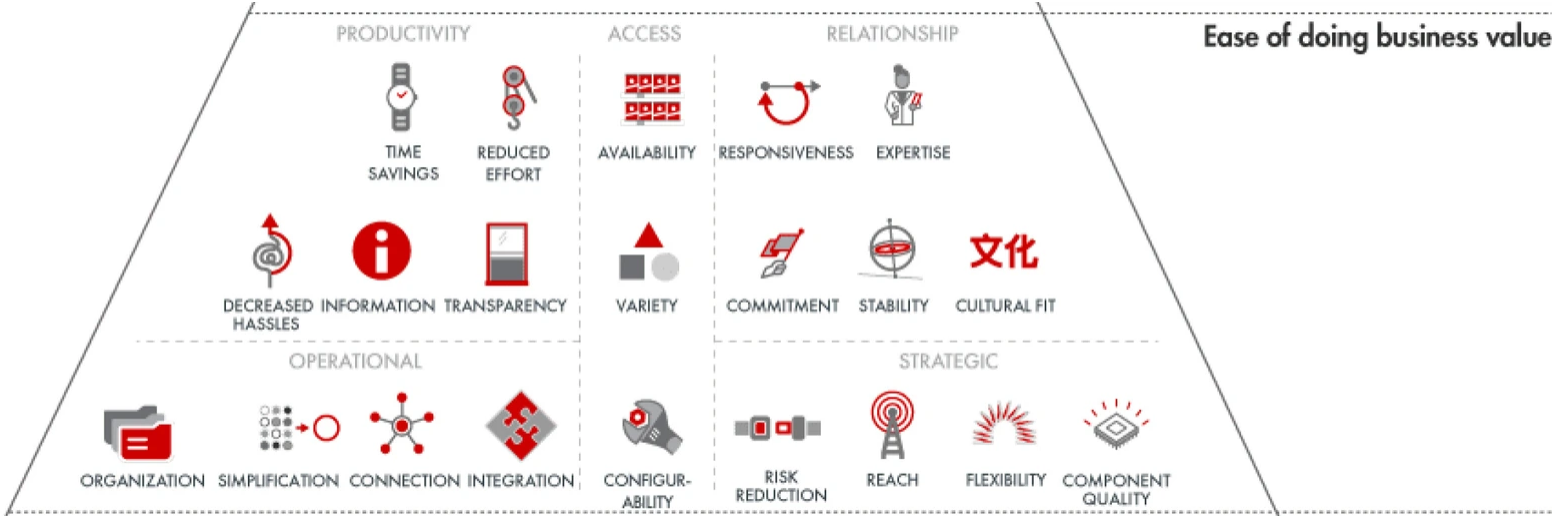 PRODUCTIVITY
ACCESS
RELATIONSHIP
Ease of doing business value
TIME
SAVINGS
REDUCED
EFFORT
AVAILABILITY
RESPONSIVENESS
EXPERTISE
文化
DECREASED
HASSLES
INFORMATION
TRANSPARENCY
VARIETY
COMMITMENT
STABILITY
CULTURAL FIT
OPERATIONAL
STRATEGIC
ORGANIZATION
SIMPLIFICATION
CONNECTION
INTEGRATION
CONFIGUR-
ABILITY
RISK
REDUCTION
REACH
FLEXIBILITY
COMPONENT
QUALITY